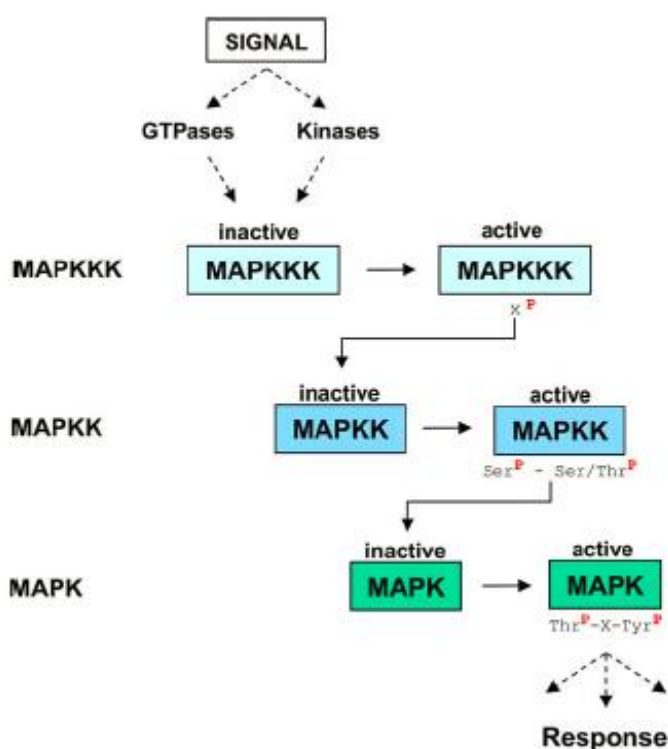 SIGNAL
GTPases Kinases
inactive active
MAPKKK MAPKKK MAPKKK
X P
inactive active
MAPKK MAPKK MAPKK
Ser P - Ser/Thr P
inactive active
MAPK MAPK MAPK
Thr P-X-Tyr P
Response